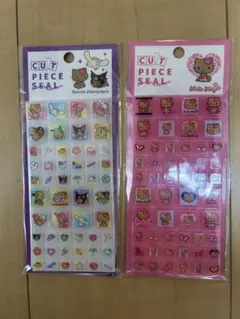 CUT
PIECE
SEAL
Sanrio characters
CUT
PIECE
SEAL
Hello Kitty